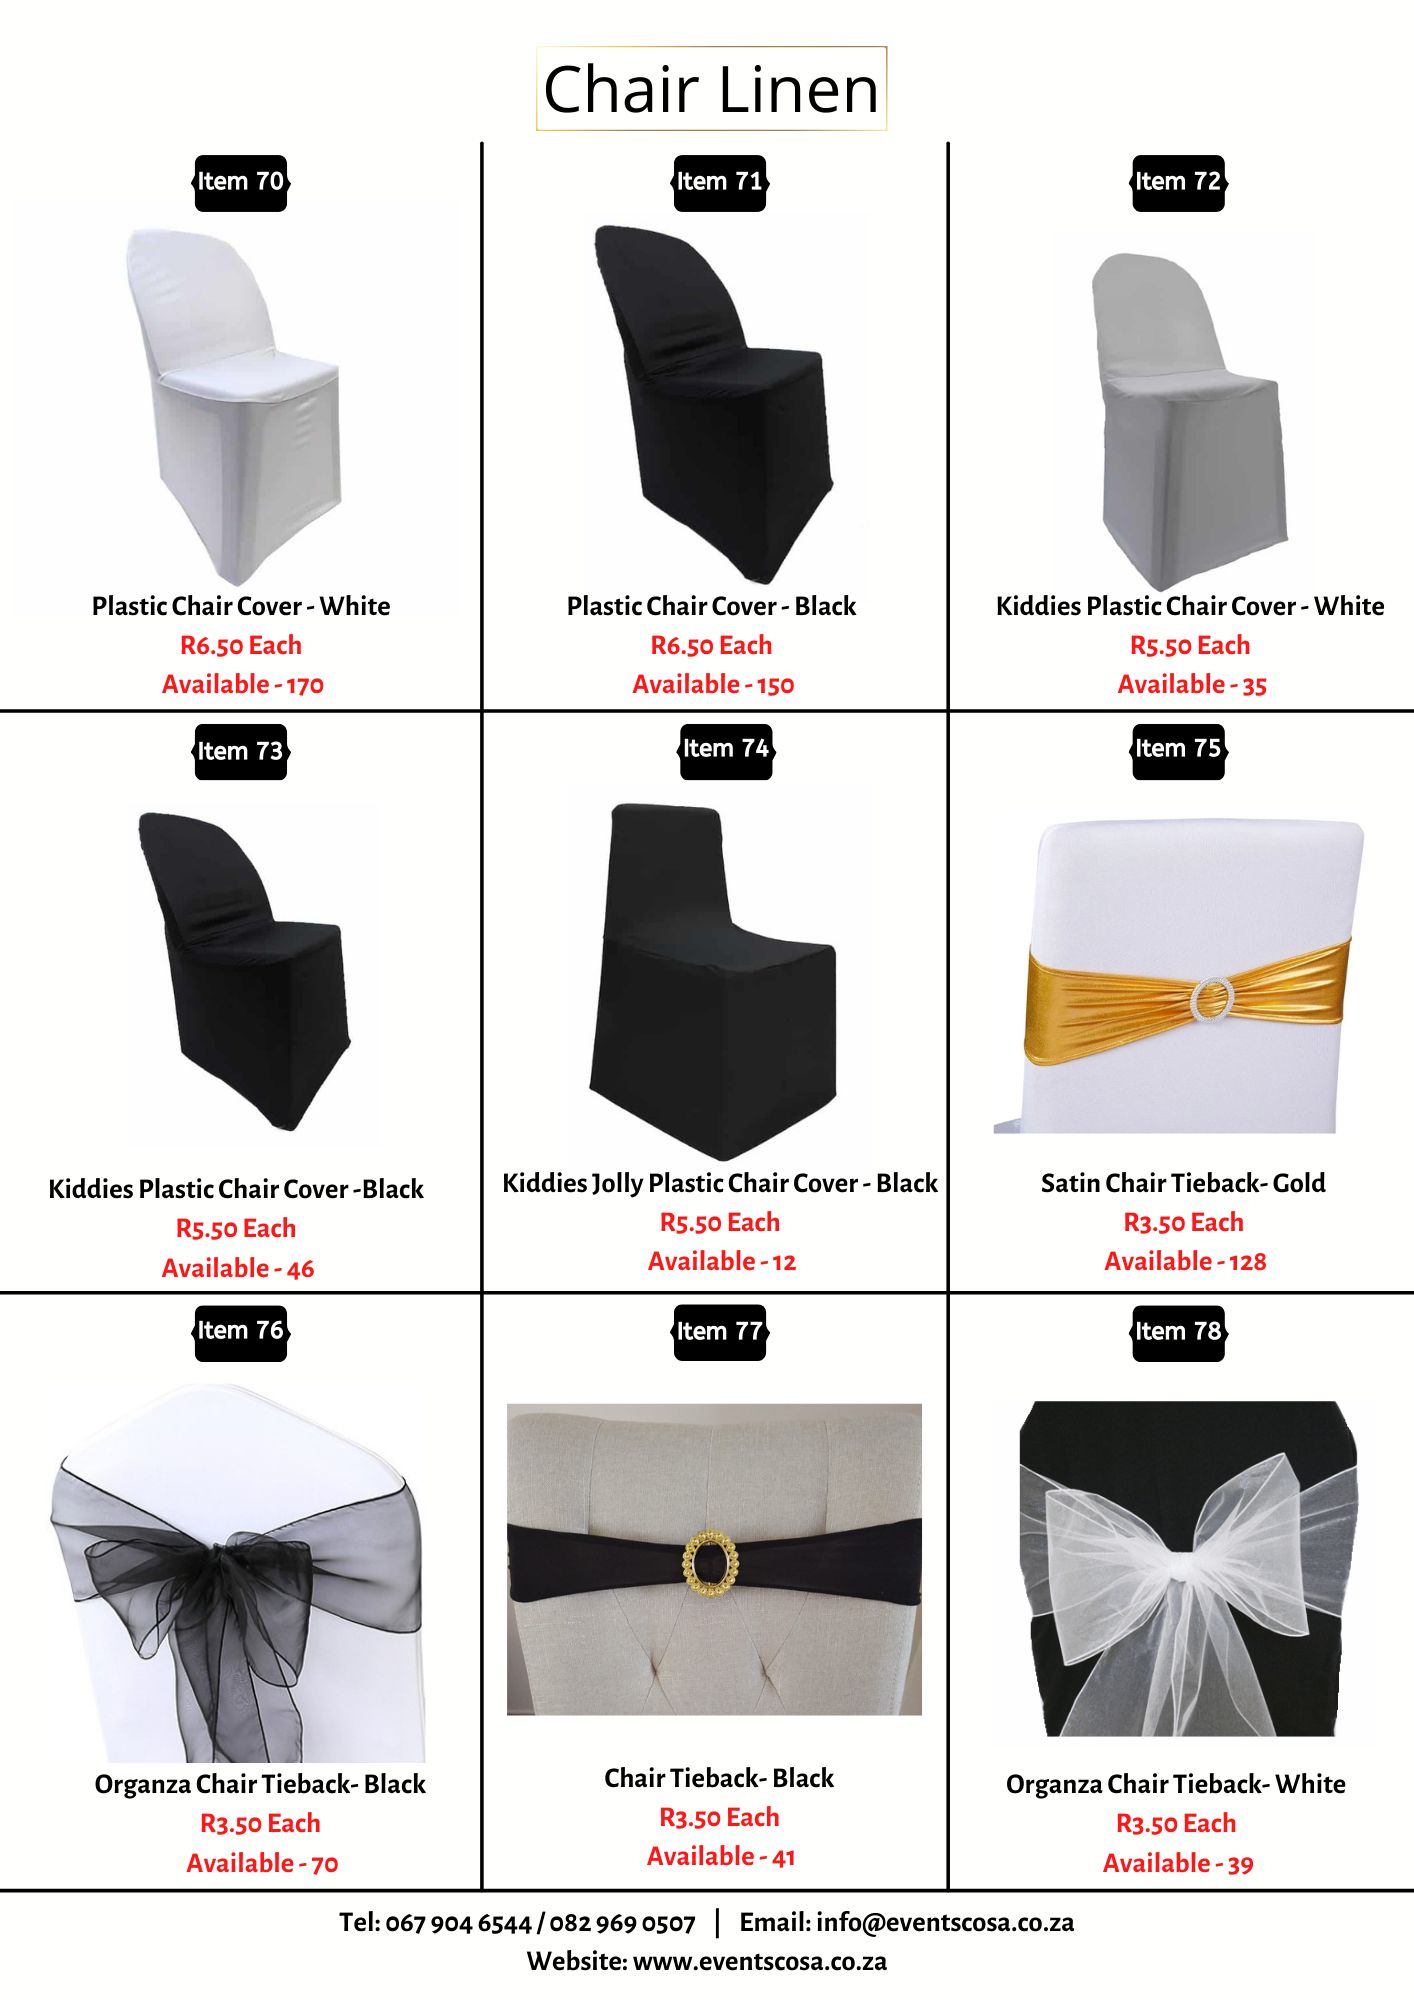 Chair Linen
Item 70
Plastic Chair Cover - White
R6.50 Each
Available - 170
Item 71
Plastic Chair Cover - Black
R6.50 Each
Available - 150
Item 72
Kiddies Plastic Chair Cover - White
R5.50 Each
Available - 35
Item 73
Kiddies Plastic Chair Cover -Black
R5.50 Each
Available - 46
Item 74
Kiddies Jolly Plastic Chair Cover - Black
R5.50 Each
Available - 12
Item 75
Satin Chair Tieback- Gold
R3.50 Each
Available - 128
Item 76
Organza Chair Tieback- Black
R3.50 Each
Available - 70
Item 77
Chair Tieback- Black
R3.50 Each
Available - 41
Item 78
Organza Chair Tieback- White
R3.50 Each
Available - 39
Tel: 067 904 6544 / 082 969 0507 | Email: info@eventscosa.co.za
Website: www.eventscosa.co.za